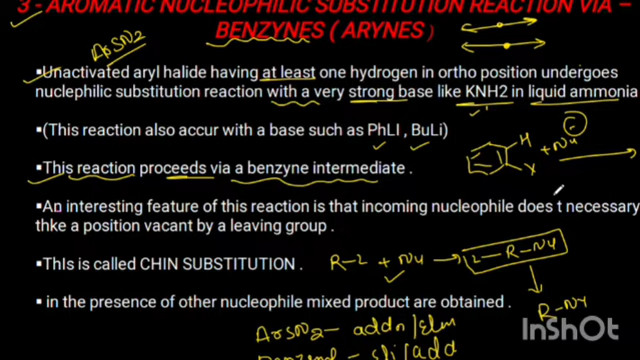 3 - AROMATIC NUCLEOPHILIC SUBSTITUTION REACTION VIA –
BENZYNES ( ARYNES )
ArSN2
Unactivated aryl halide having at least one hydrogen in ortho position undergoes
nuclephilic substitution reaction with a very strong base like KNH2 in liquid ammonia
(This reaction also occur with a base such as PhLI , BuLi)
H
X
+ Nu -
This reaction proceeds via a benzyne intermediate .
An interesting feature of this reaction is that incoming nucleophile does t necessary
thke a position vacant by a leaving group .
ThIs is called CHIN SUBSTITUTION .
R-L + Nu → L-R-Nu
in the presence of other nucleophile mixed product are obtained .
R-Nu
ArSN2 - addn/elm
InShOt